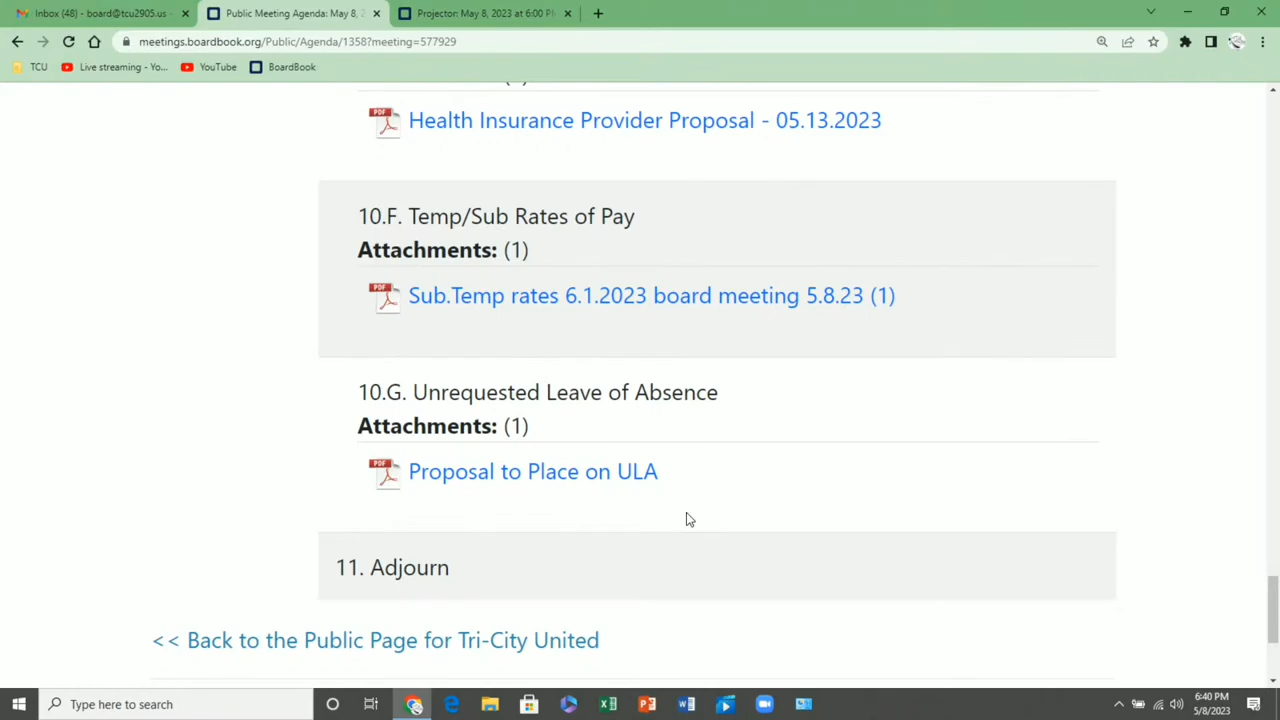 Inbox (48) - board@tcu2905.us -
Public Meeting Agenda: May 8, 2
Projector: May 8, 2023 at 6:00 P
meetings.boardbook.org/Public/Agenda/1358?meeting=577929
TCU
Live streaming - Yo...
YouTube
BoardBook
PDF
Health Insurance Provider Proposal - 05.13.2023
10.F. Temp/Sub Rates of Pay
Attachments: (1)
PDF
Sub.Temp rates 6.1.2023 board meeting 5.8.23 (1)
10.G. Unrequested Leave of Absence
Attachments: (1)
PDF
Proposal to Place on ULA
11. Adjourn
<< Back to the Public Page for Tri-City United
Type here to search
6:40 PM
5/8/2023